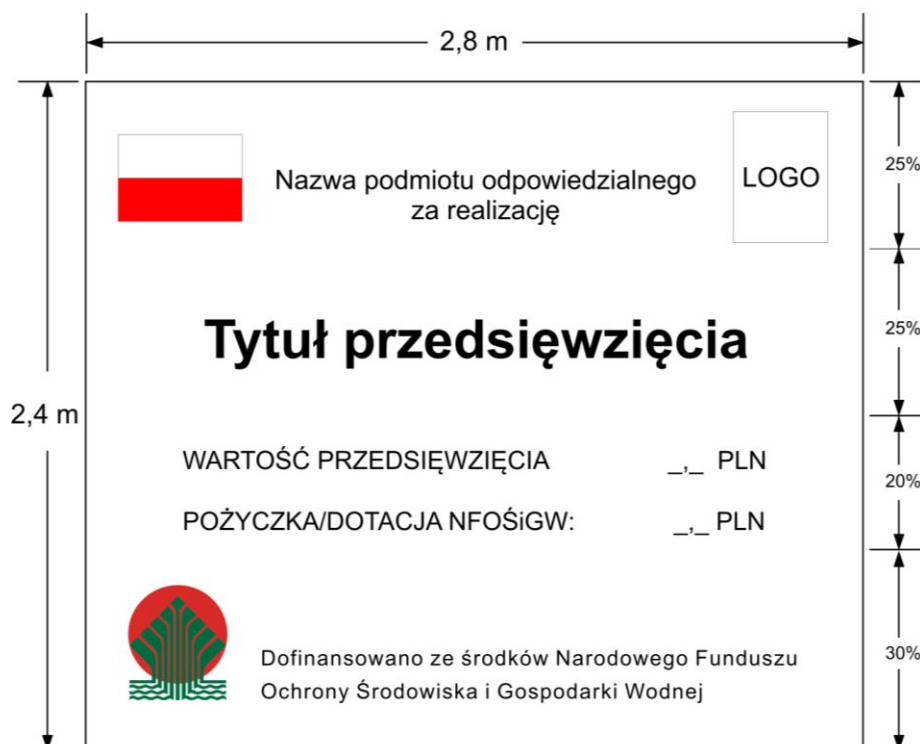 2,8 m
Nazwa podmiotu odpowiedzialnego
za realizację
LOGO
25%
Tytuł przedsięwzięcia
25%
2,4 m
WARTOŚĆ PRZEDSIĘWZIĘCIA _,_ PLN
20%
POŻYCZKA/DOTACJA NFOŚiGW: _,_ PLN
Dofinansowano ze środków Narodowego Funduszu
Ochrony Środowiska i Gospodarki Wodnej
30%